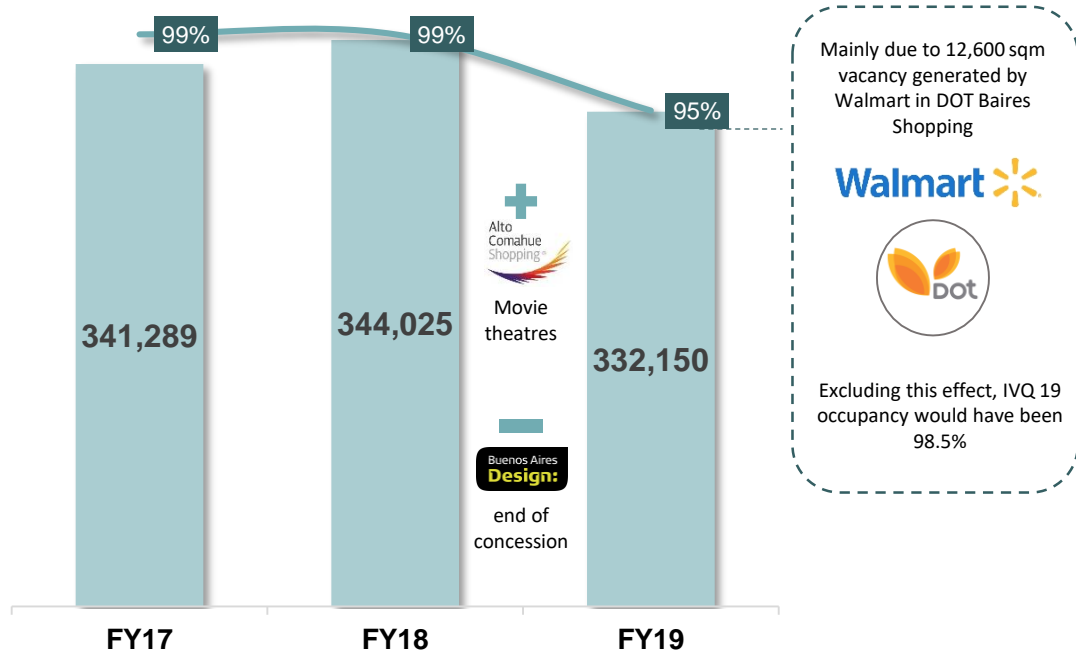 99%
99%
95%
341,289
344,025
332,150
Alto
Comahue
Shopping®
Movie
theatres
Buenos Aires
Design:
end of
concession
FY17
FY18
FY19
Mainly due to 12,600 sqm
vacancy generated by
Walmart in DOT Baires
Shopping
Walmart
DOT
Excluding this effect, IVQ 19
occupancy would have been
98.5%